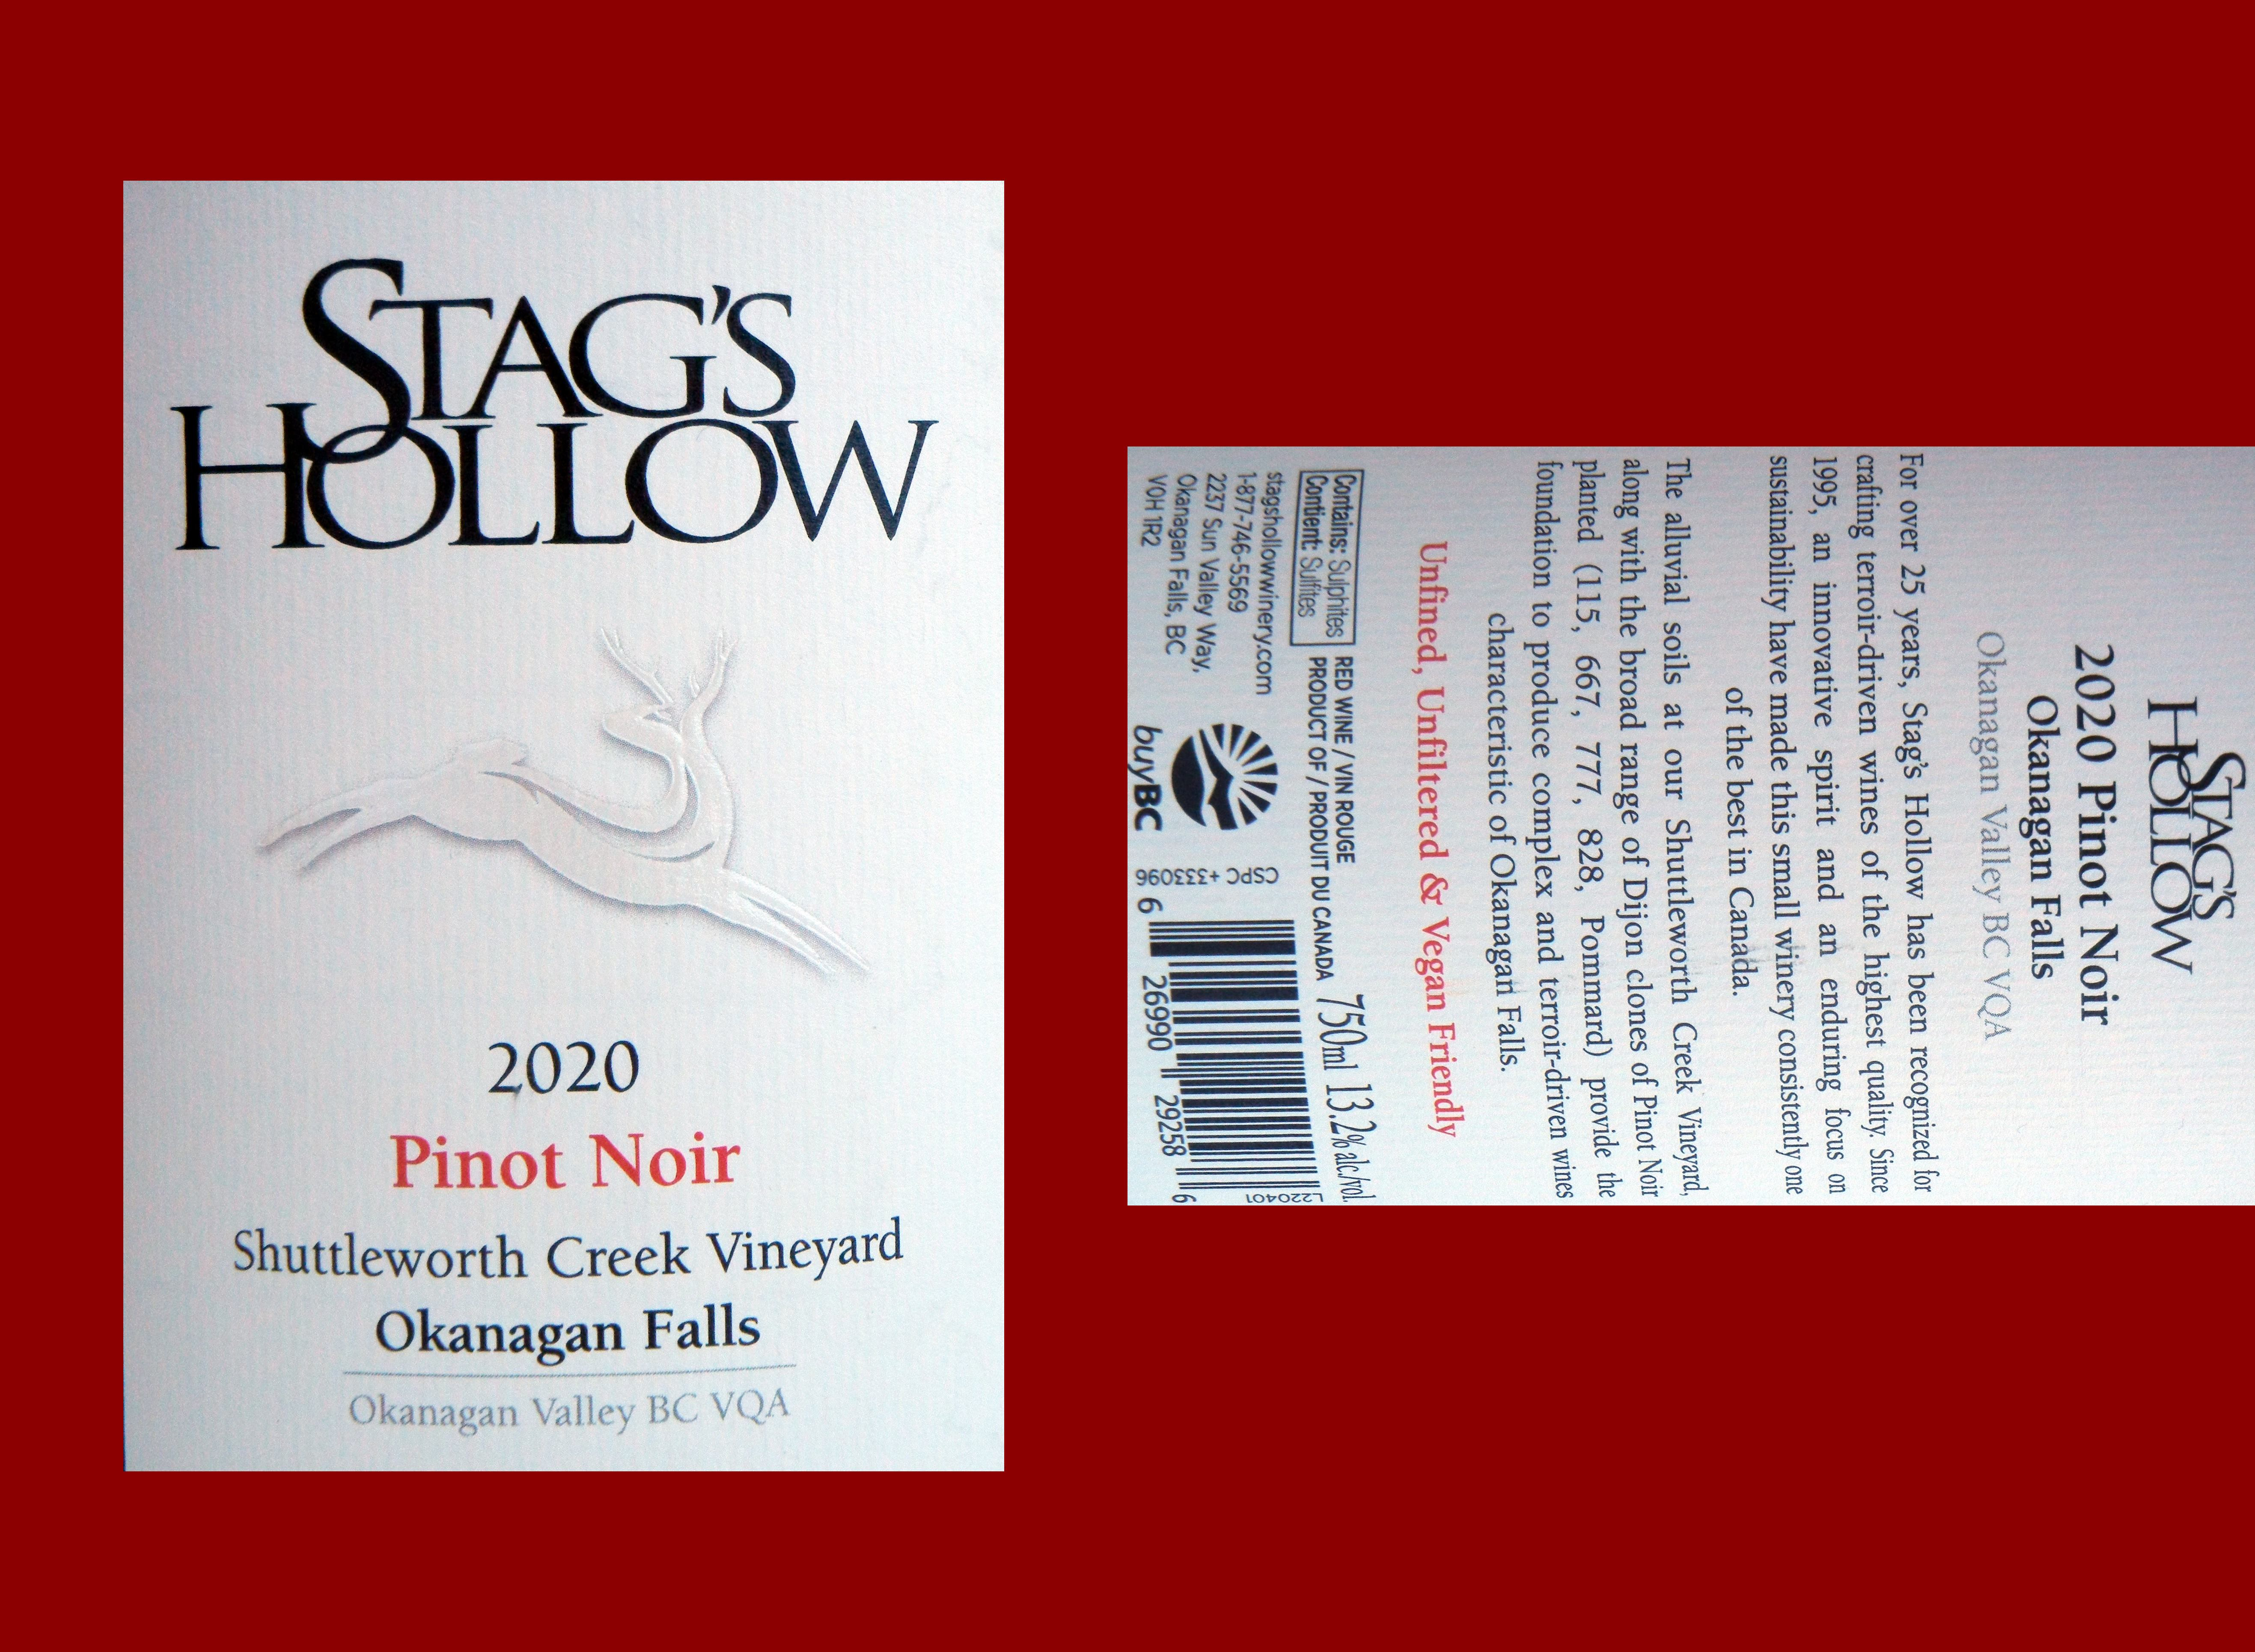 STAG'S
HOLLOW
2020
Pinot Noir
Shuttleworth Creek Vineyard
Okanagan Falls
Okanagan Valley BC VQA
STAG'S
HOLLOW
2020 Pinot Noir
Okanagan Falls
Okanagan Valley BC VQA
For over 25 years, Stag's Hollow has been recognized for
crafting terroir-driven wines of the highest quality. Since
1995, an innovative spirit and an enduring focus on
sustainability have made this small winery consistently one
of the best in Canada.
The alluvial soils at our Shuttleworth Creek Vineyard,
along with the broad range of Dijon clones of Pinot Noir
planted (115, 667, 777, 828, Pommard) provide the
foundation to produce complex and terroir-driven wines
characteristic of Okanagan Falls.
Unfined, Unfiltered & Vegan Friendly
Contains: Sulphites
Contient: Sulfites
RED WINE / VIN ROUGE
PRODUCT OF / PRODUIT DU CANADA
750ml 13.2% alc./vol.
stagshollowwinery.com
1-877-746-5569
2237 Sun Valley Way,
Okanagan Falls, BC
V0H 1R2
buyBC
CSPC +333096
6 26990 29258 6
L220401